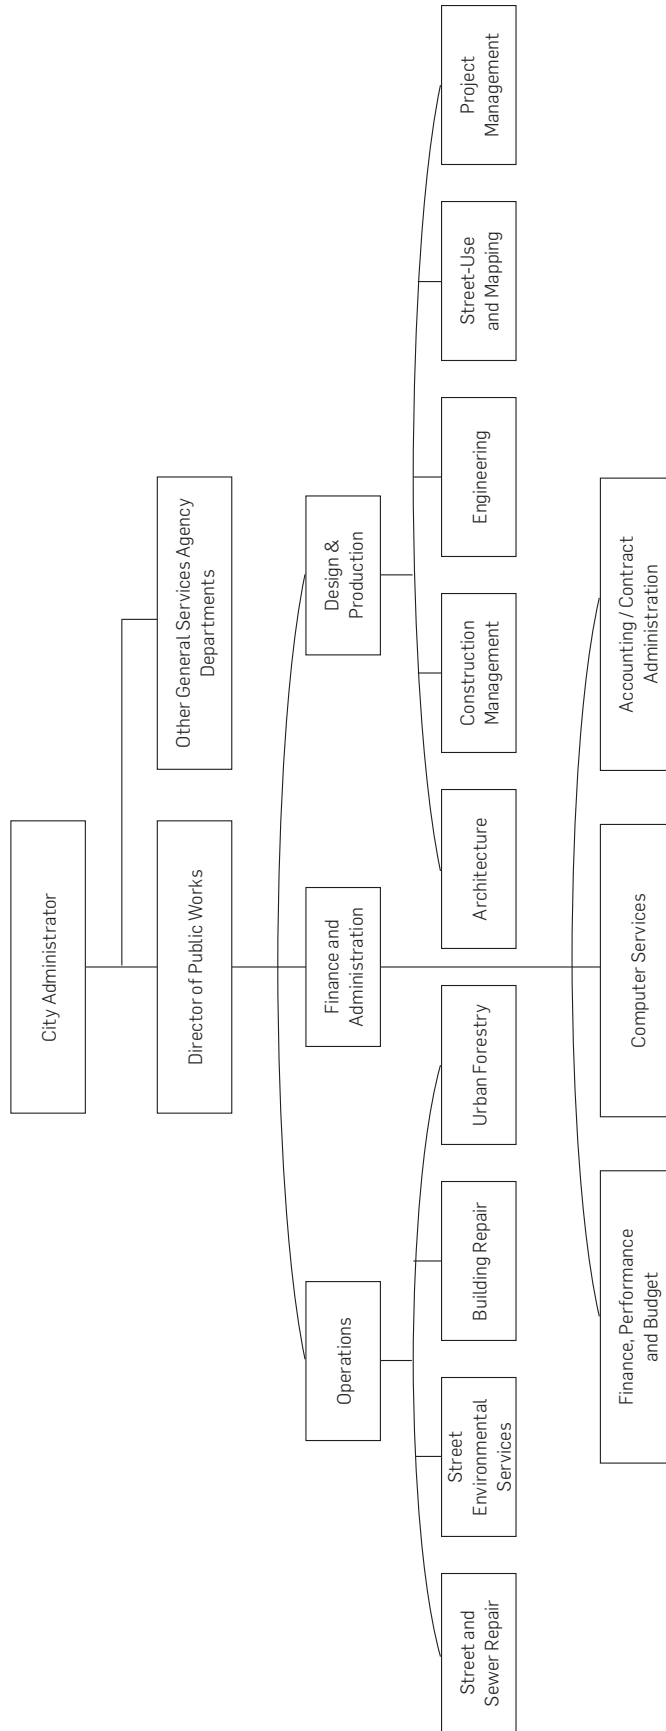 City Administrator
Director of Public Works
Other General Services Agency
Departments
Operations
Finance and
Administration
Design &
Production
Street and
Sewer Repair
Street
Environmental
Services
Building Repair
Urban Forestry
Architecture
Construction
Management
Engineering
Street-Use
and Mapping
Project
Management
Finance, Performance
and Budget
Computer Services
Accounting / Contract
Administration